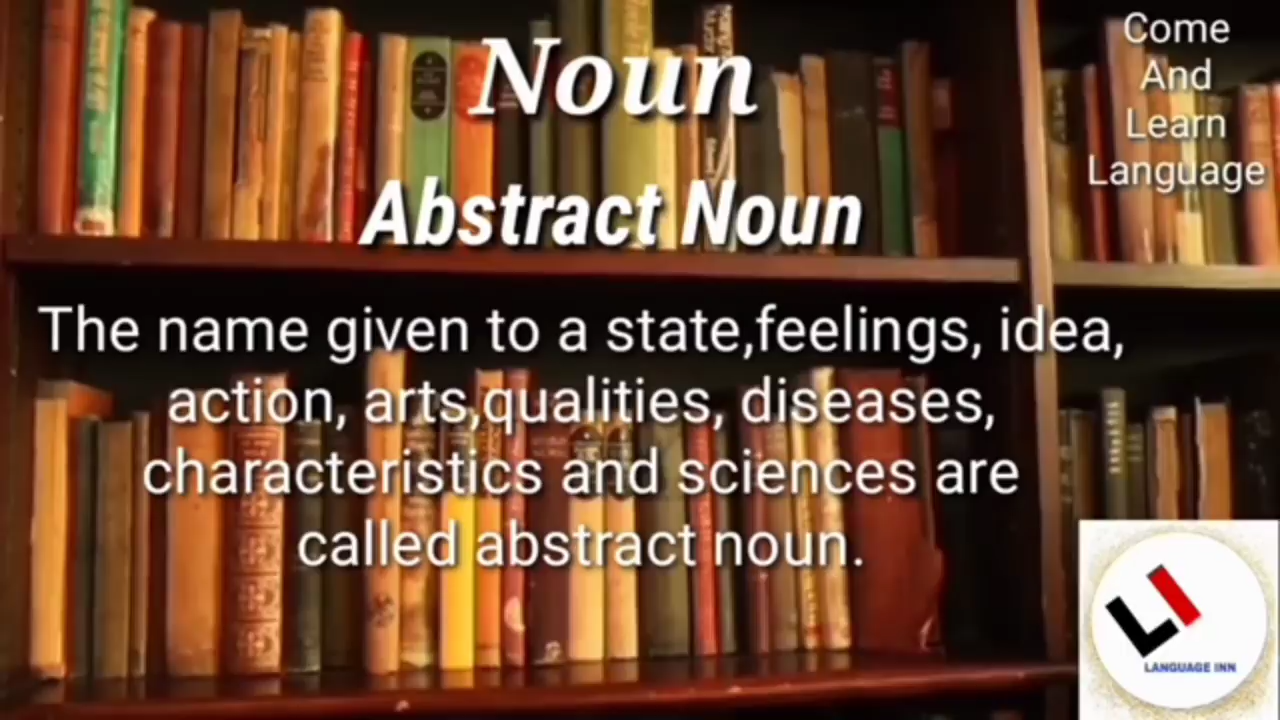 Noun
Abstract Noun
The name given to a state,feelings, idea,
action, arts,qualities, diseases,
characteristics and sciences are
called abstract noun.
Come
And
Learn
Language
LANGUAGE INN